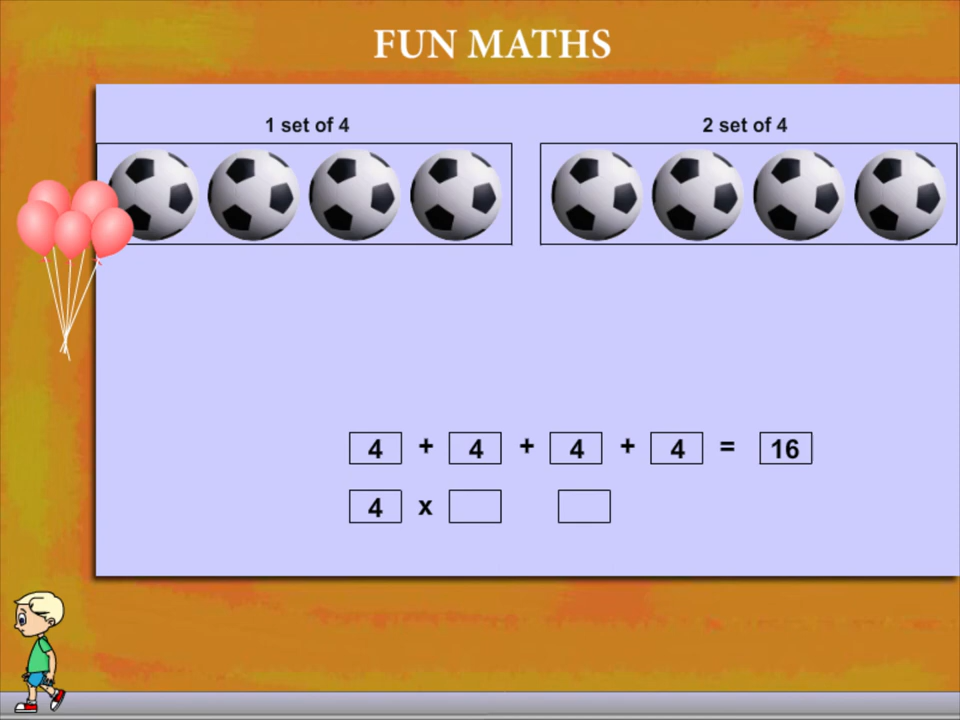 FUN MATHS
1 set of 4 2 set of 4
4 + 4 + 4 + 4 = 16
4 x